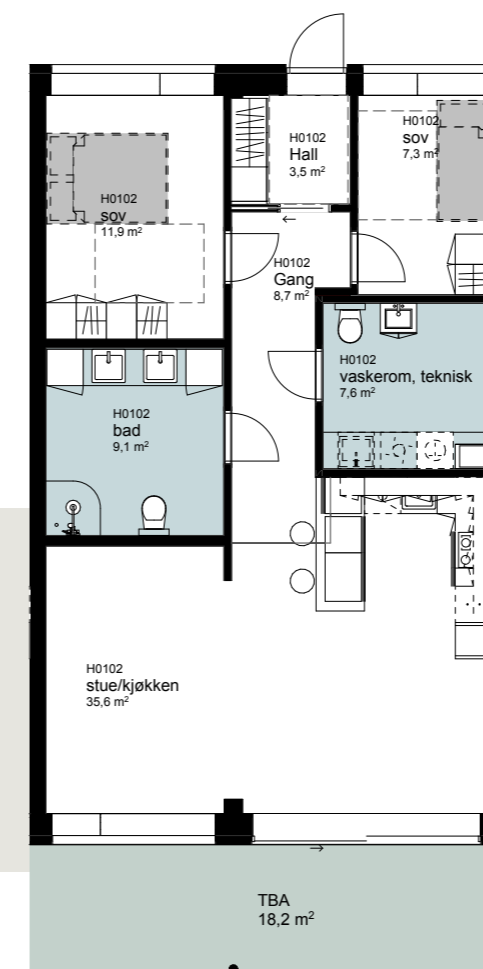 H0102
Hall
3,5 m²
H0102
sov
7,3 m²
H0102
sov
11,9 m²
H0102
Gang
8,7 m²
H0102
vaskerom, teknisk
7,6 m²
H0102
bad
9,1 m²
H0102
stue/kjøkken
35,6 m²
TBA
18,2 m²